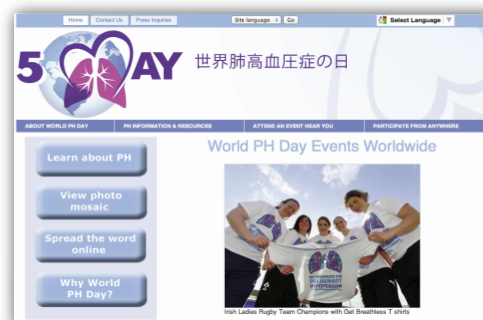 Home
Contact Us
Press Inquiries
Site language
Go
Select Language
5 MAY
世界肺高血圧症の日
ABOUT WORLD PH DAY
PH INFORMATION & RESOURCES
ATTEND AN EVENT NEAR YOU
PARTICIPATE FROM ANYWHERE
Learn about PH
View photo
mosaic
Spread the word
online
Why World
PH Day?
World PH Day Events Worldwide
PULMONARY
HYPERTENSION
Irish Ladies Rugby Team Champions with Get Breathless T shirts